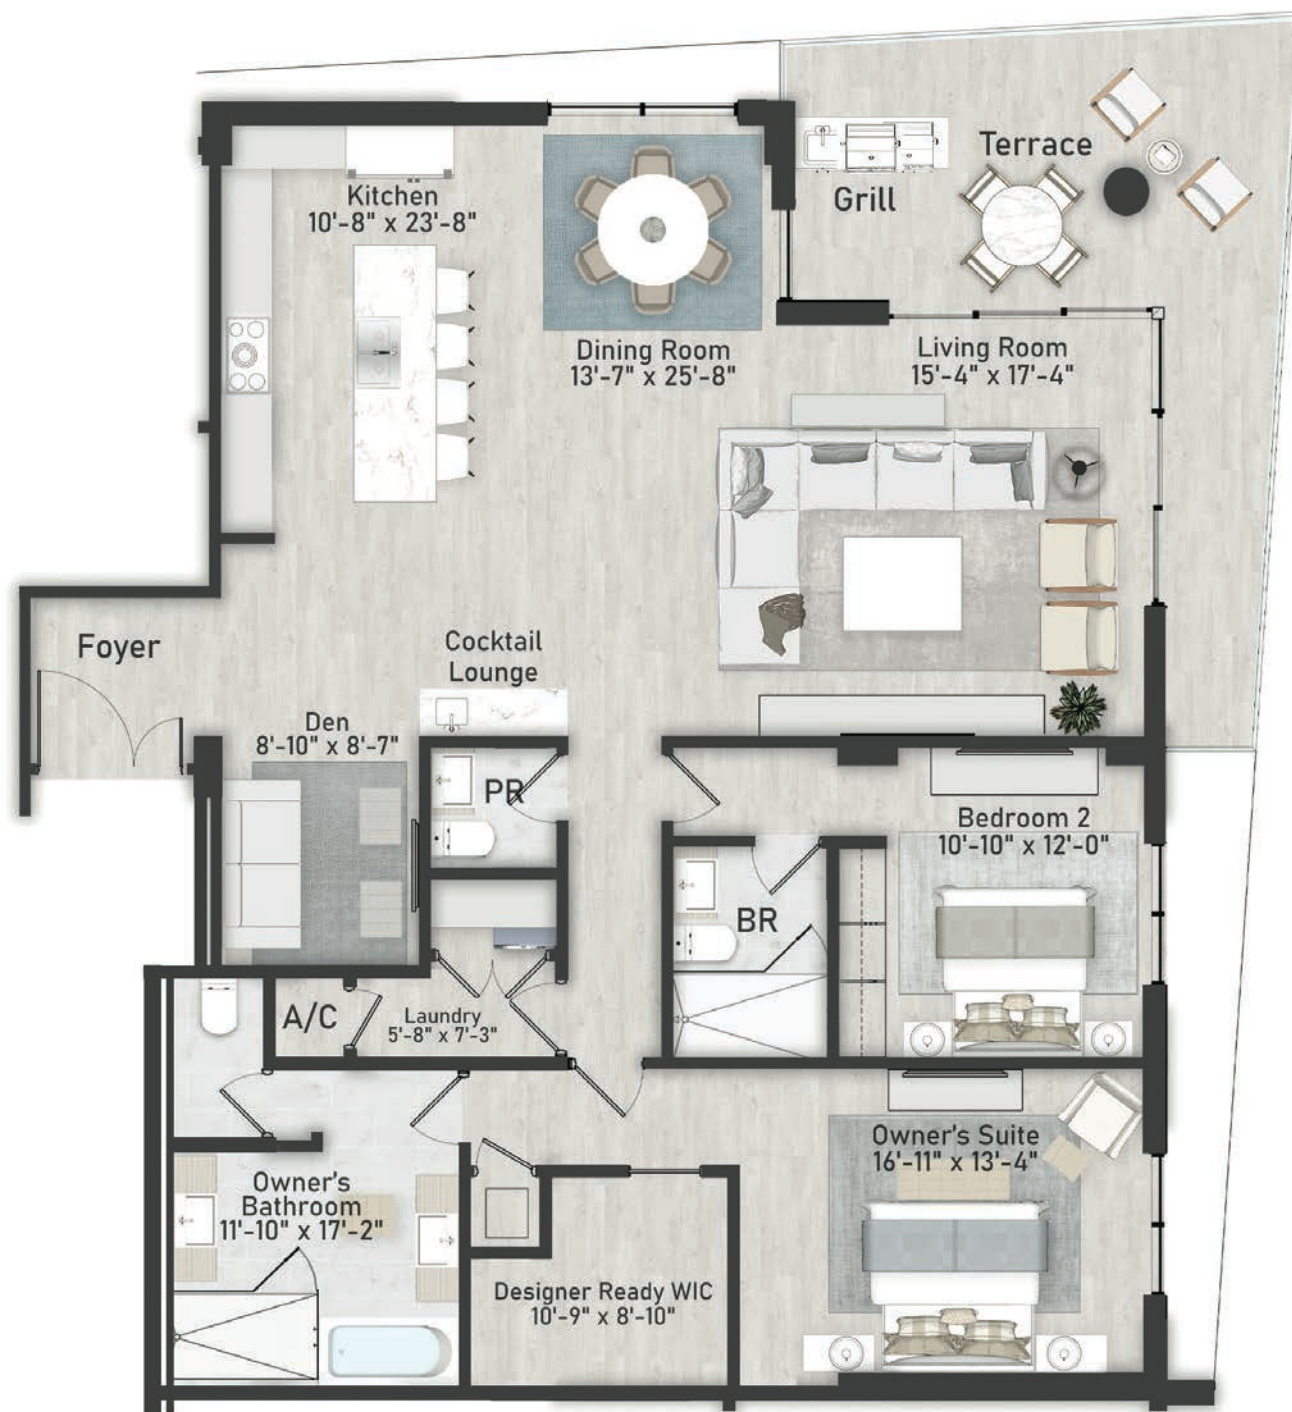 Terrace
Kitchen
10'-8" x 23'-8"
Grill
Dining Room
13'-7" x 25'-8"
Living Room
15'-4" x 17'-4"
Foyer
Cocktail
Lounge
Den
8'-10" x 8'-7"
PR
Bedroom 2
10'-10" x 12'-0"
BR
A/C
Laundry
5'-8" x 7'-3"
Owner's Suite
16'-11" x 13'-4"
Owner's
Bathroom
11'-10" x 17'-2"
Designer Ready WIC
10'-9" x 8'-10"